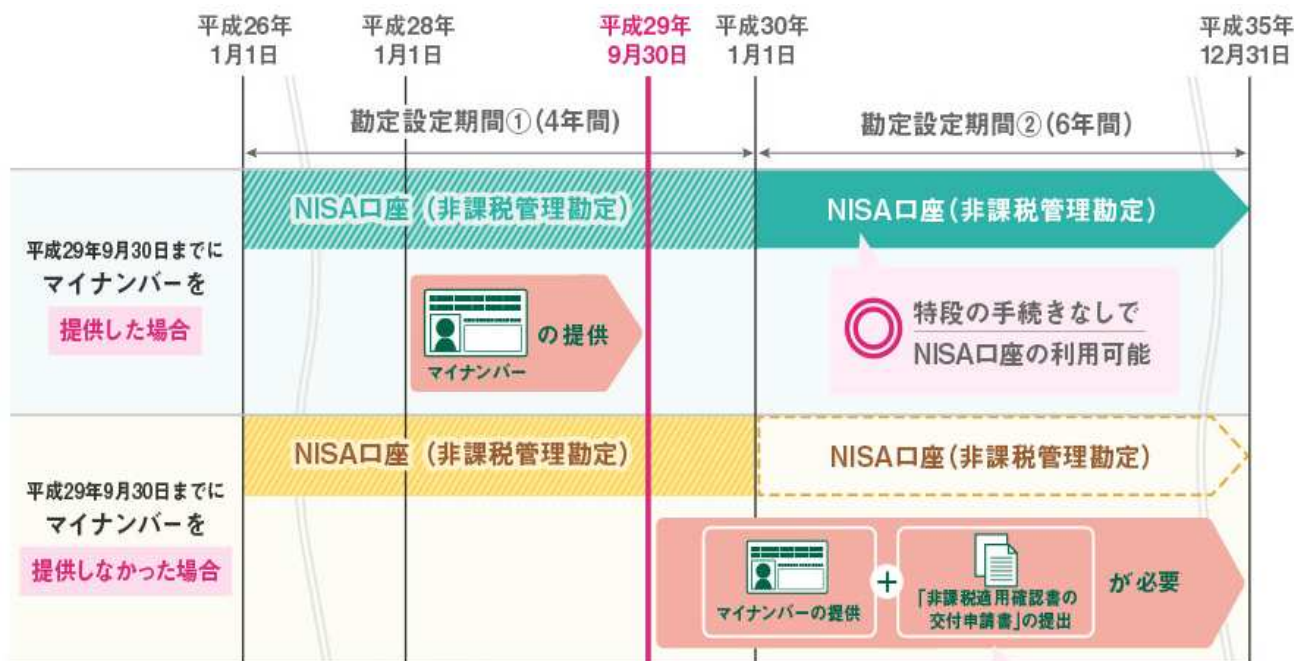 平成26年
1月1日
平成28年
1月1日
平成29年
9月30日
平成30年
1月1日
平成35年
12月31日
勘定設定期間①(4年間)
勘定設定期間②(6年間)
平成29年9月30日までに
マイナンバーを
提供した場合
NISA口座（非課税管理勘定）
NISA口座（非課税管理勘定）
マイナンバー
の提供
特段の手続きなしで
NISA口座の利用可能
平成29年9月30日までに
マイナンバーを
提供しなかった場合
NISA口座（非課税管理勘定）
NISA口座（非課税管理勘定）
マイナンバーの提供
+
「非課税適用確認書の
交付申請書」の提出
が必要